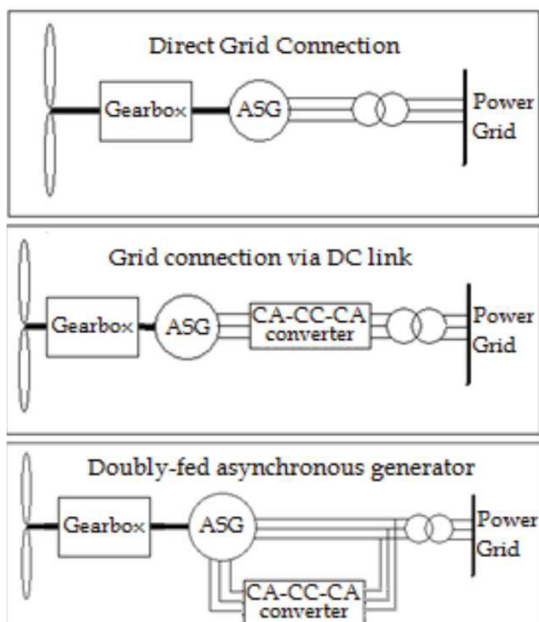 Direct Grid Connection
Gearbox
ASG
Power
Grid
Grid connection via DC link
Gearbox
ASG
CA-CC-CA
converter
Power
Grid
Doubly-fed asynchronous generator
Gearbox
ASG
Power
Grid
CA-CC-CA
converter